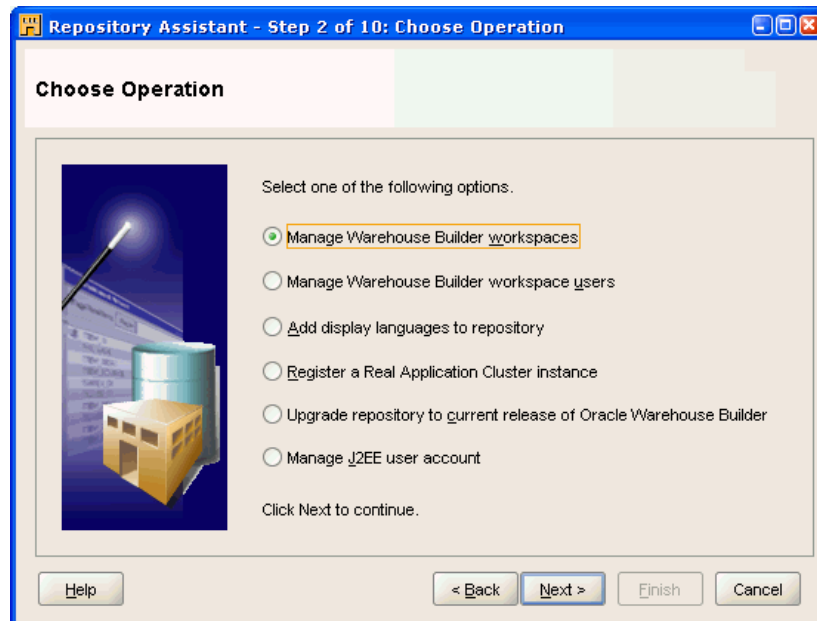 Repository Assistant - Step 2 of 10: Choose Operation
Choose Operation
Select one of the following options.
Manage Warehouse Builder workspaces
Manage Warehouse Builder workspace users
Add display languages to repository
Register a Real Application Cluster instance
Upgrade repository to current release of Oracle Warehouse Builder
Manage J2EE user account
Click Next to continue.
Help
< Back
Next >
Finish
Cancel